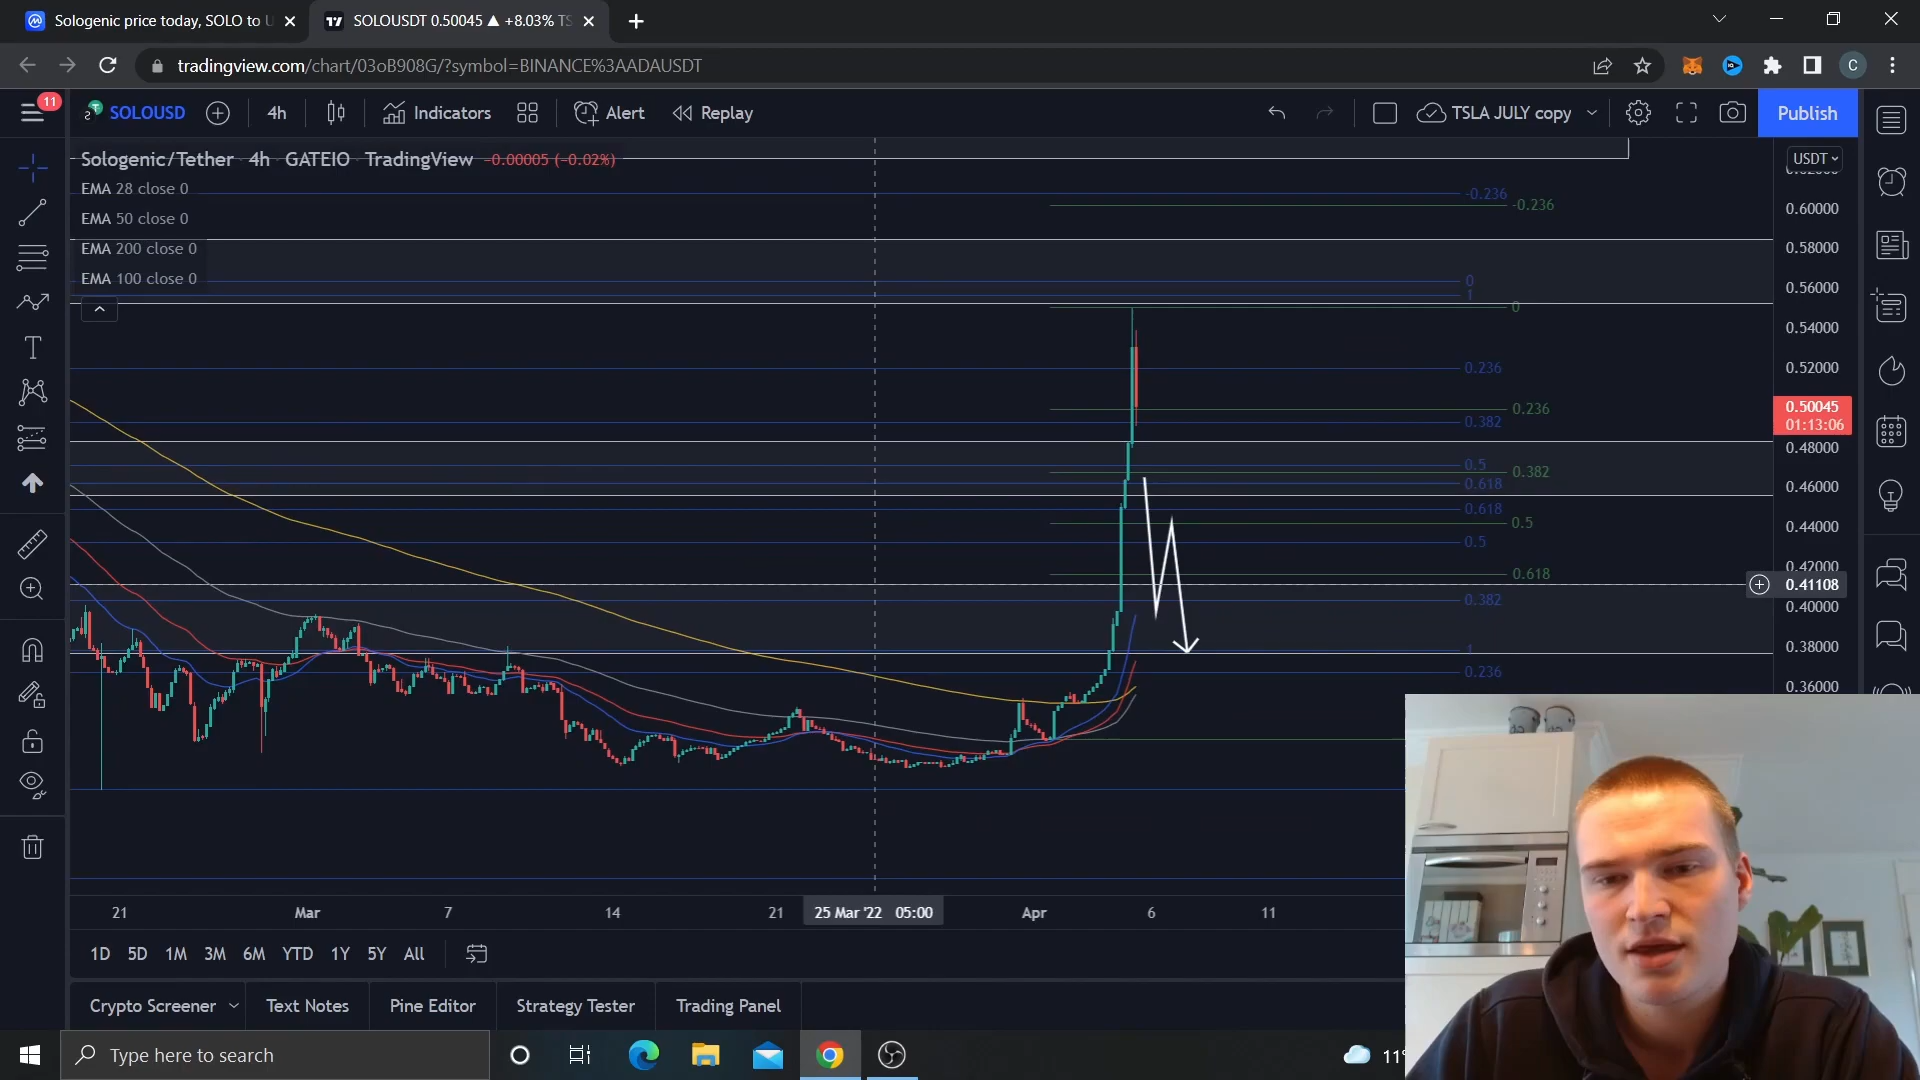 Sologenic price today, SOLO to U
SOLOUSDT 0.50045 ▲ +8.03% TS
tradingview.com/chart/03oB908G/?symbol=BINANCE%3AADAUSDT
C
11
SOLOUSD
4h
Indicators
Alert
Replay
TSLA JULY copy
Publish
Sologenic/Tether 4h GATEIO TradingView -0.00005 (-0.02%)
USDT
EMA 28 close 0
EMA 50 close 0
EMA 200 close 0
EMA 100 close 0
-0.236
-0.236
0
1
0
0.236
0.236
0.382
0.5
0.382
0.618
0.618
0.5
0.5
0.618
0.382
1
0.236
0.60000
0.58000
0.56000
0.54000
0.52000
0.50045
01:13:06
0.48000
0.46000
0.44000
0.42000
0.41108
0.40000
0.38000
0.36000
21
Mar
7
14
21
25 Mar '22 05:00
Apr
6
11
1D 5D 1M 3M 6M YTD 1Y 5Y All
Crypto Screener
Text Notes
Pine Editor
Strategy Tester
Trading Panel
Type here to search
11°